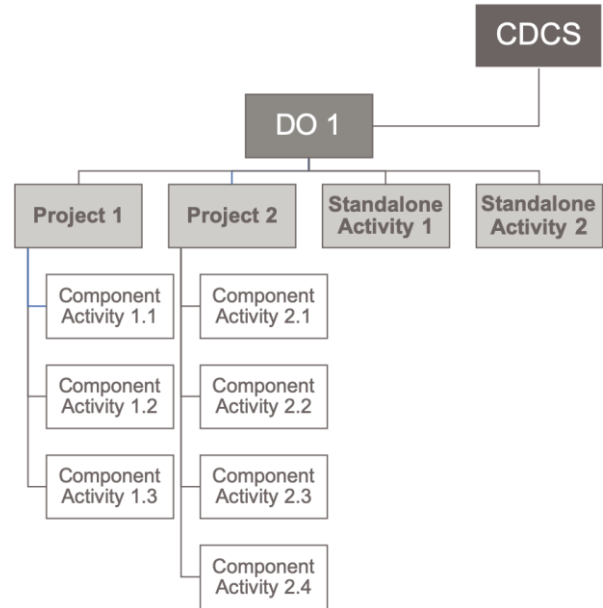 CDCS
DO 1
Project 1
Project 2
Standalone
Activity 1
Standalone
Activity 2
Component
Activity 1.1
Component
Activity 2.1
Component
Activity 1.2
Component
Activity 2.2
Component
Activity 1.3
Component
Activity 2.3
Component
Activity 2.4